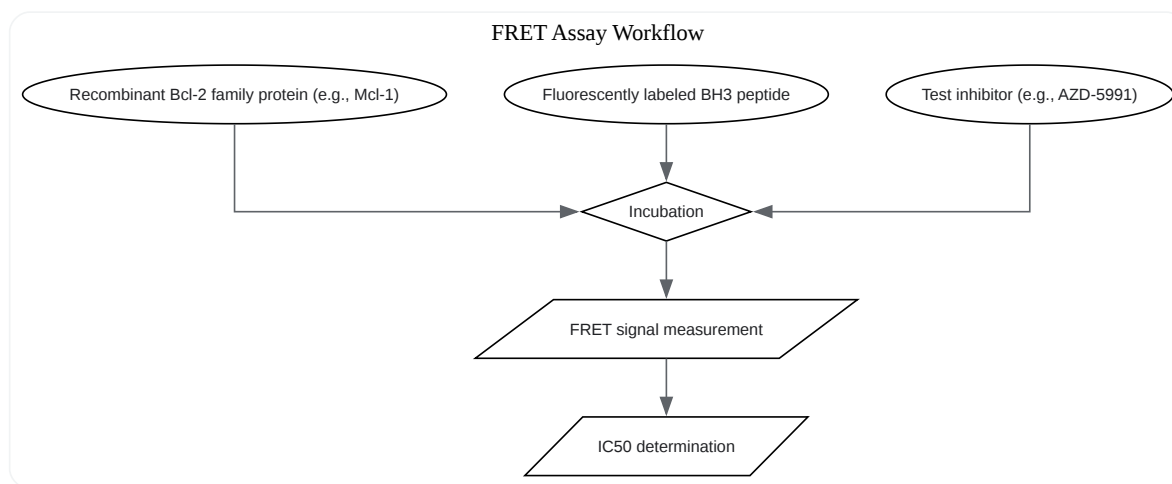 FRET Assay Workflow
Recombinant Bcl-2 family protein (e.g., Mcl-1)
Fluorescently labeled BH3 peptide
Test inhibitor (e.g., AZD-5991)
Incubation
FRET signal measurement
IC50 determination